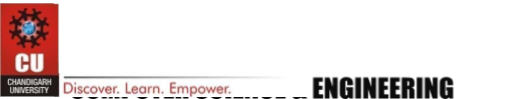 CU
CHANDIGARH
UNIVERSITY
Discover. Learn. Empower.
ENGINEERING